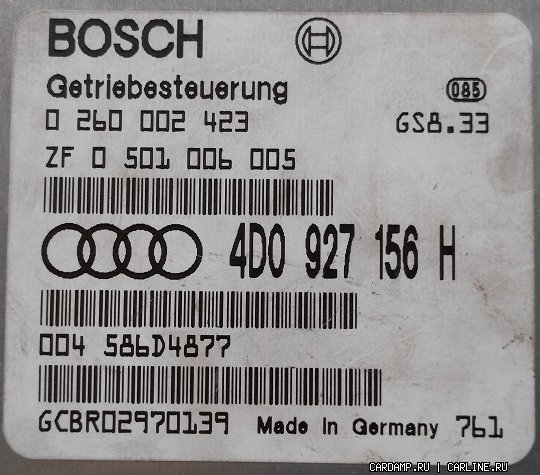 BOSCH
Getriebesteuerung 085
0 260 002 423 GS8.33
ZF 0 501 006 005
4D0 927 156 H
004 586D4877
GCBR02970139 Made In Germany 761
CARDAMP.RU | CARLINE.RU